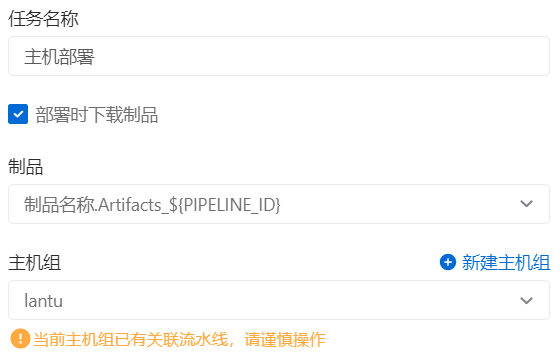 任务名称
主机部署
部署时下载制品
制品
制品名称.Artifacts_${PIPELINE_ID}
主机组
新建主机组
lantu
当前主机组已有关联流水线，请谨慎操作